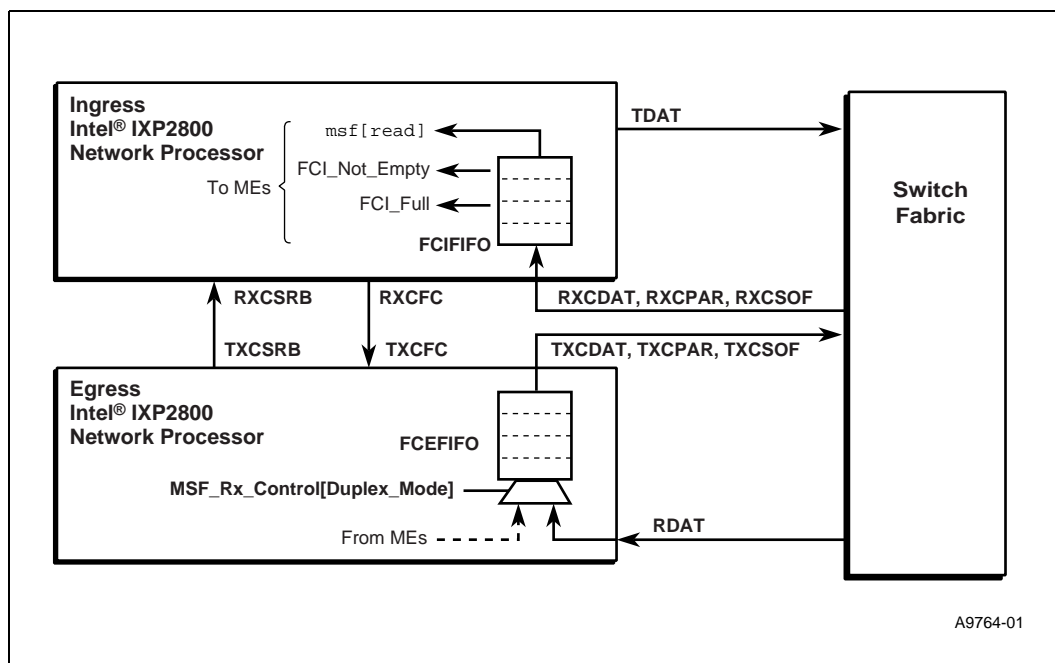 Ingress
Intel® IXP2800
Network Processor
To MEs
msf[read]
FCI_Not_Empty
FCI_Full
FCIFIFO
TDAT
Switch
Fabric
RXCSRB
RXCFC
RXCDAT, RXCPAR, RXCSOF
TXCSRB
TXCFC
TXCDAT, TXCPAR, TXCSOF
Egress
Intel® IXP2800
Network Processor
FCEFIFO
MSF_Rx_Control[Duplex_Mode]
From MEs
RDAT
A9764-01